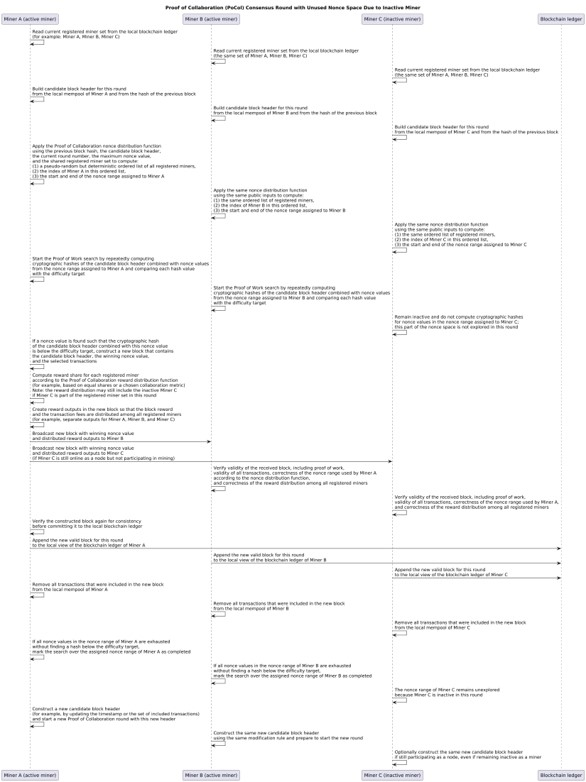 Proof of Collaboration (PoCol) Consensus Round with Unused Nonce Space Due to Inactive Miner
Miner A (active miner)
Miner B (active miner)
Miner C (inactive miner)
Blockchain ledger
Read current registered miner set from the local blockchain ledger
(for example: Miner A, Miner B, Miner C)
Read current registered miner set from the local blockchain ledger
(the same set of Miner A, Miner B, Miner C)
Read current registered miner set from the local blockchain ledger
(the same set of Miner A, Miner B, Miner C)
Build candidate block header for this round
from the local mempool of Miner A and from the hash of the previous block
Build candidate block header for this round
from the local mempool of Miner B and from the hash of the previous block
Build candidate block header for this round
from the local mempool of Miner C and from the hash of the previous block
Apply the Proof of Collaboration nonce distribution function
using the previous block hash, the candidate block header,
the current round number, the maximum nonce value,
and the shared registered miner set to compute:
(1) a pseudo-random but deterministic ordered list of all registered miners,
(2) the index of Miner A in this ordered list,
(3) the start and end of the nonce range assigned to Miner A
Apply the same nonce distribution function
using the same public inputs to compute:
(1) the same ordered list of registered miners,
(2) the index of Miner B in this ordered list,
(3) the start and end of the nonce range assigned to Miner B
Apply the same nonce distribution function
using the same public inputs to compute:
(1) the same ordered list of registered miners,
(2) the index of Miner C in this ordered list,
(3) the start and end of the nonce range assigned to Miner C
Start the Proof of Work search by repeatedly computing
cryptographic hashes of the candidate block header combined with nonce values
from the nonce range assigned to Miner A and comparing each hash value
with the difficulty target
Start the Proof of Work search by repeatedly computing
cryptographic hashes of the candidate block header combined with nonce values
from the nonce range assigned to Miner B and comparing each hash value
with the difficulty target
Remain inactive and do not compute cryptographic hashes
for nonce values in the nonce range assigned to Miner C;
this part of the nonce space is not explored in this round
If a nonce value is found such that the cryptographic hash
of the candidate block header combined with this nonce value
is below the difficulty target, construct a new block that contains
the candidate block header, the winning nonce value,
and the selected transactions
Compute reward share for each registered miner
according to the Proof of Collaboration reward distribution function
(for example, based on equal shares or a chosen collaboration metric)
Note: the reward distribution may still include the inactive Miner C
if Miner C is part of the registered miner set in this round
Create reward outputs in the new block so that the block reward
and the transaction fees are distributed among all registered miners
(for example, separate outputs for Miner A, Miner B, and Miner C)
Broadcast new block with winning nonce value
and distributed reward outputs to Miner B
Broadcast new block with winning nonce value
and distributed reward outputs to Miner C
(if Miner C is still online as a node but not participating in mining)
Verify validity of the received block, including proof of work,
validity of all transactions, correctness of the nonce range used by Miner A
according to the nonce distribution function,
and correctness of the reward distribution among all registered miners
Verify validity of the received block, including proof of work,
validity of all transactions, correctness of the nonce range used by Miner A,
and correctness of the reward distribution among all registered miners
Verify the constructed block again for consistency
before committing it to the local blockchain ledger
Append the new valid block for this round
to the local view of the blockchain ledger of Miner A
Append the new valid block for this round
to the local view of the blockchain ledger of Miner B
Append the new valid block for this round
to the local view of the blockchain ledger of Miner C
Remove all transactions that were included in the new block
from the local mempool of Miner A
Remove all transactions that were included in the new block
from the local mempool of Miner B
Remove all transactions that were included in the new block
from the local mempool of Miner C
If all nonce values in the nonce range of Miner A are exhausted
without finding a hash below the difficulty target,
mark the search over the assigned nonce range of Miner A as completed
If all nonce values in the nonce range of Miner B are exhausted
without finding a hash below the difficulty target,
mark the search over the assigned nonce range of Miner B as completed
The nonce range of Miner C remains unexplored
because Miner C is inactive in this round
Construct a new candidate block header
(for example, by updating the timestamp or the set of included transactions)
and start a new Proof of Collaboration round with this new header
Construct the same new candidate block header
using the same modification rule and prepare to start the new round
Optionally construct the same new candidate block header
if still participating as a node, even if remaining inactive as a miner
Miner A (active miner)
Miner B (active miner)
Miner C (inactive miner)
Blockchain ledger